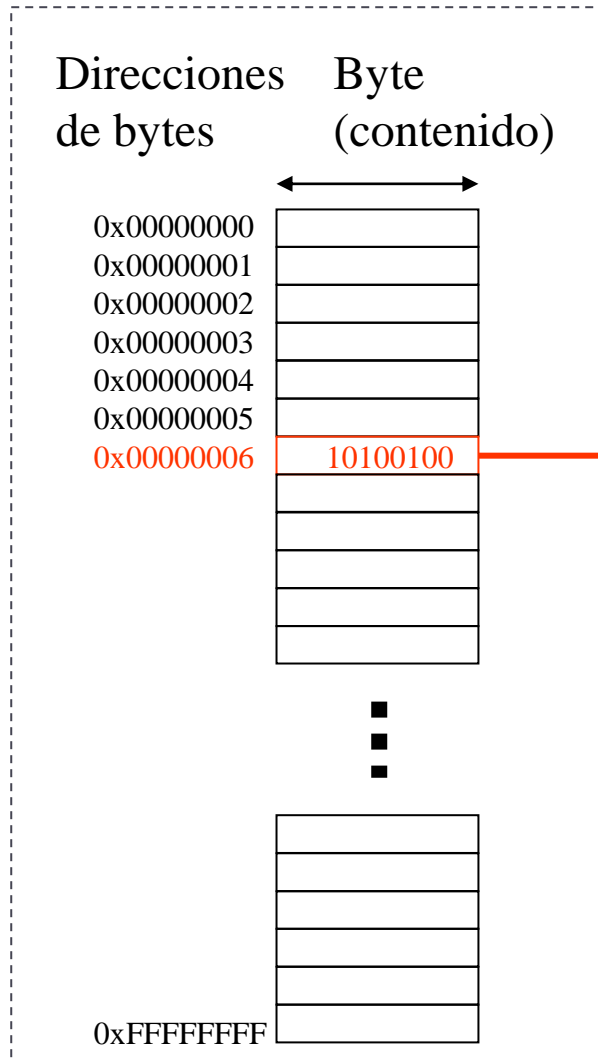 Direcciones Byte
de bytes (contenido)
0x00000000
0x00000001
0x00000002
0x00000003
0x00000004
0x00000005
0x00000006 10100100
0xFFFFFFFF